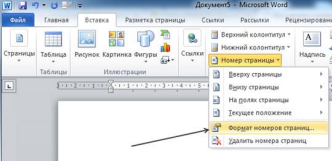 Документ5 - Microsoft Word
Файл Главная Вставка Разметка страницы Ссылки Рассылки Рецензирован
Страницы Таблица Рисунок Картинка Фигуры Ссылки Верхний колонтитул Нижний колонтитул Номер страницы Надпись
Таблицы Иллюстрации
Вверху страницы
Внизу страницы
На полях страницы
Текущее положение
Формат номеров страниц...
Удалить номера страниц